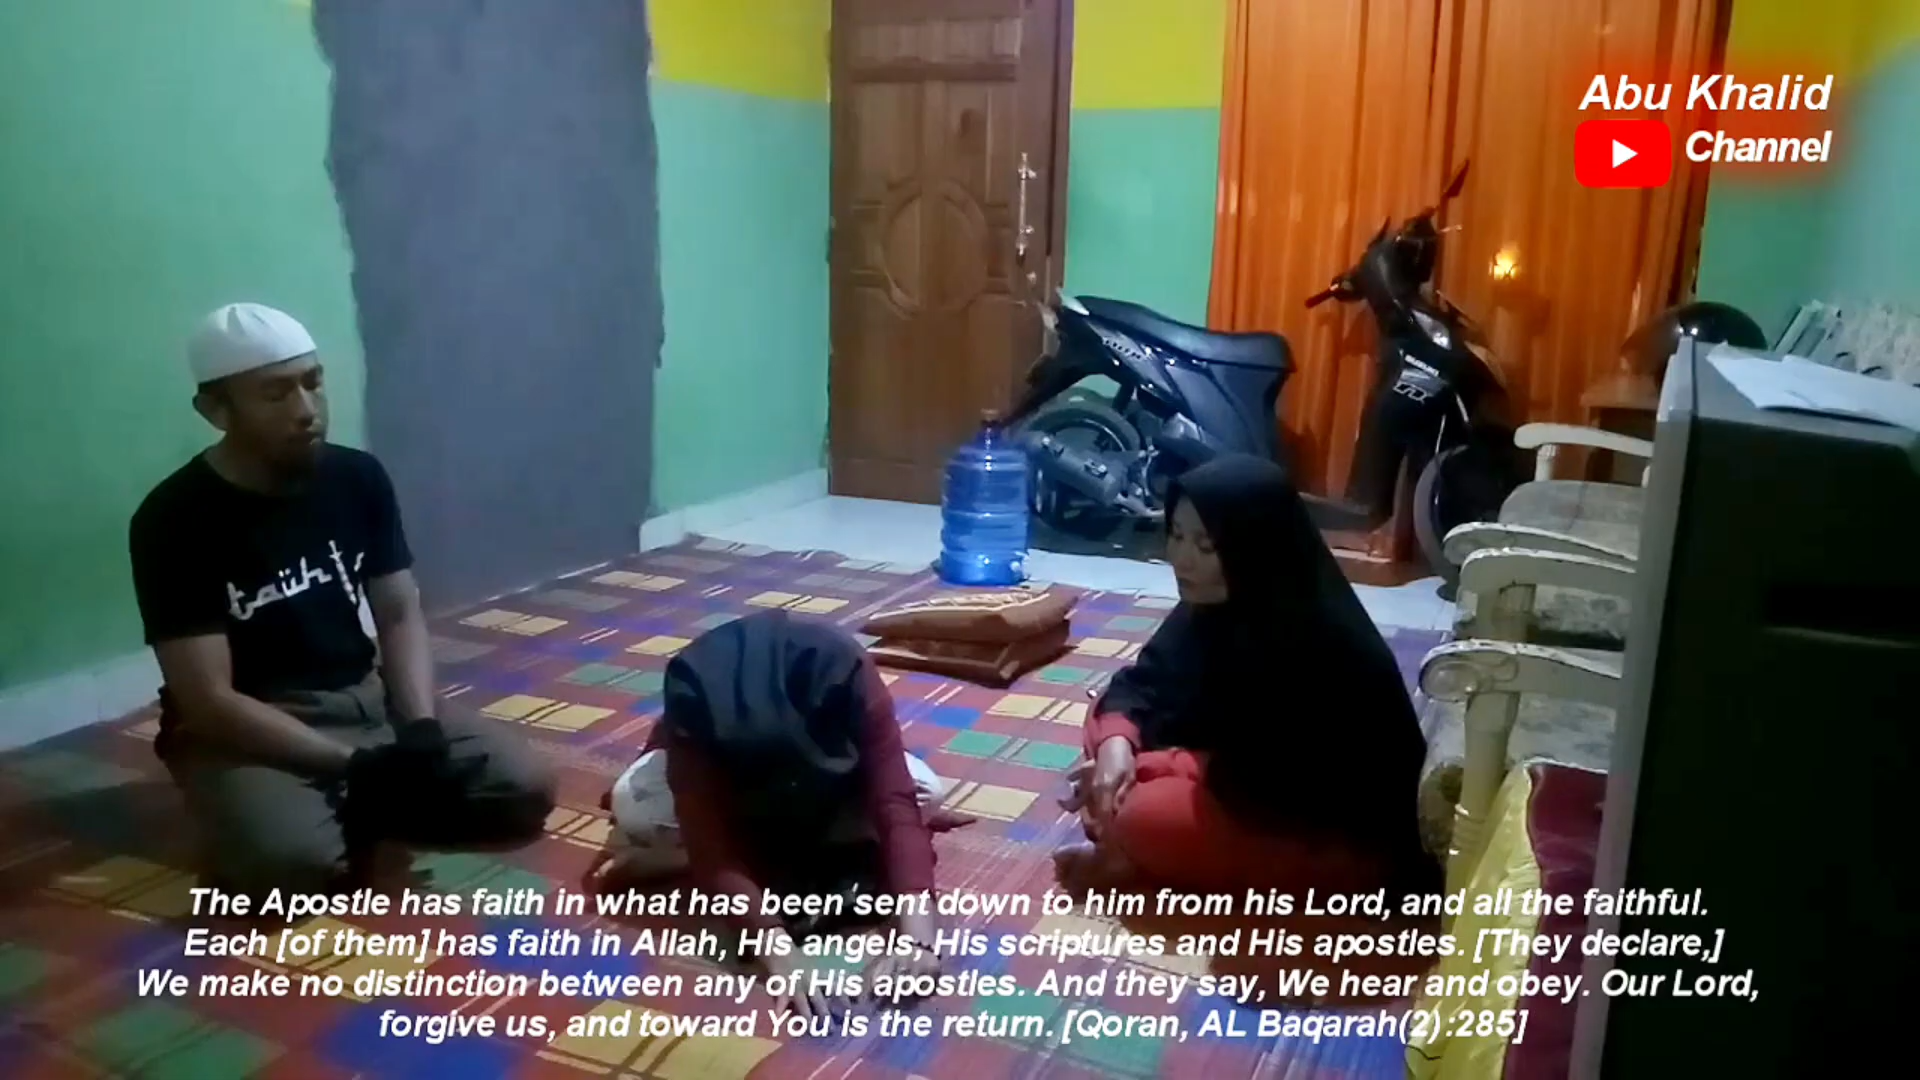 Abu Khalid
Channel
tauh
SUZUKI
The Apostle has faith in what has been sent down to him from his Lord, and all the faithful.
Each [of them] has faith in Allah, His angels, His scriptures and His apostles. [They declare,]
We make no distinction between any of His apostles. And they say, We hear and obey. Our Lord,
forgive us, and toward You is the return. [Qoran, AL Baqarah(2):285]